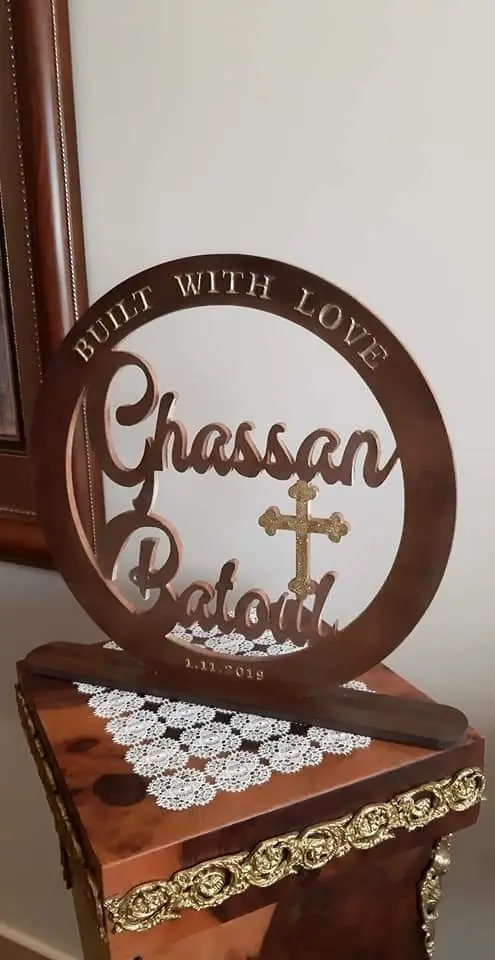 BUILT WITH LOVE
Ghassan
Batoul
1.11.2019